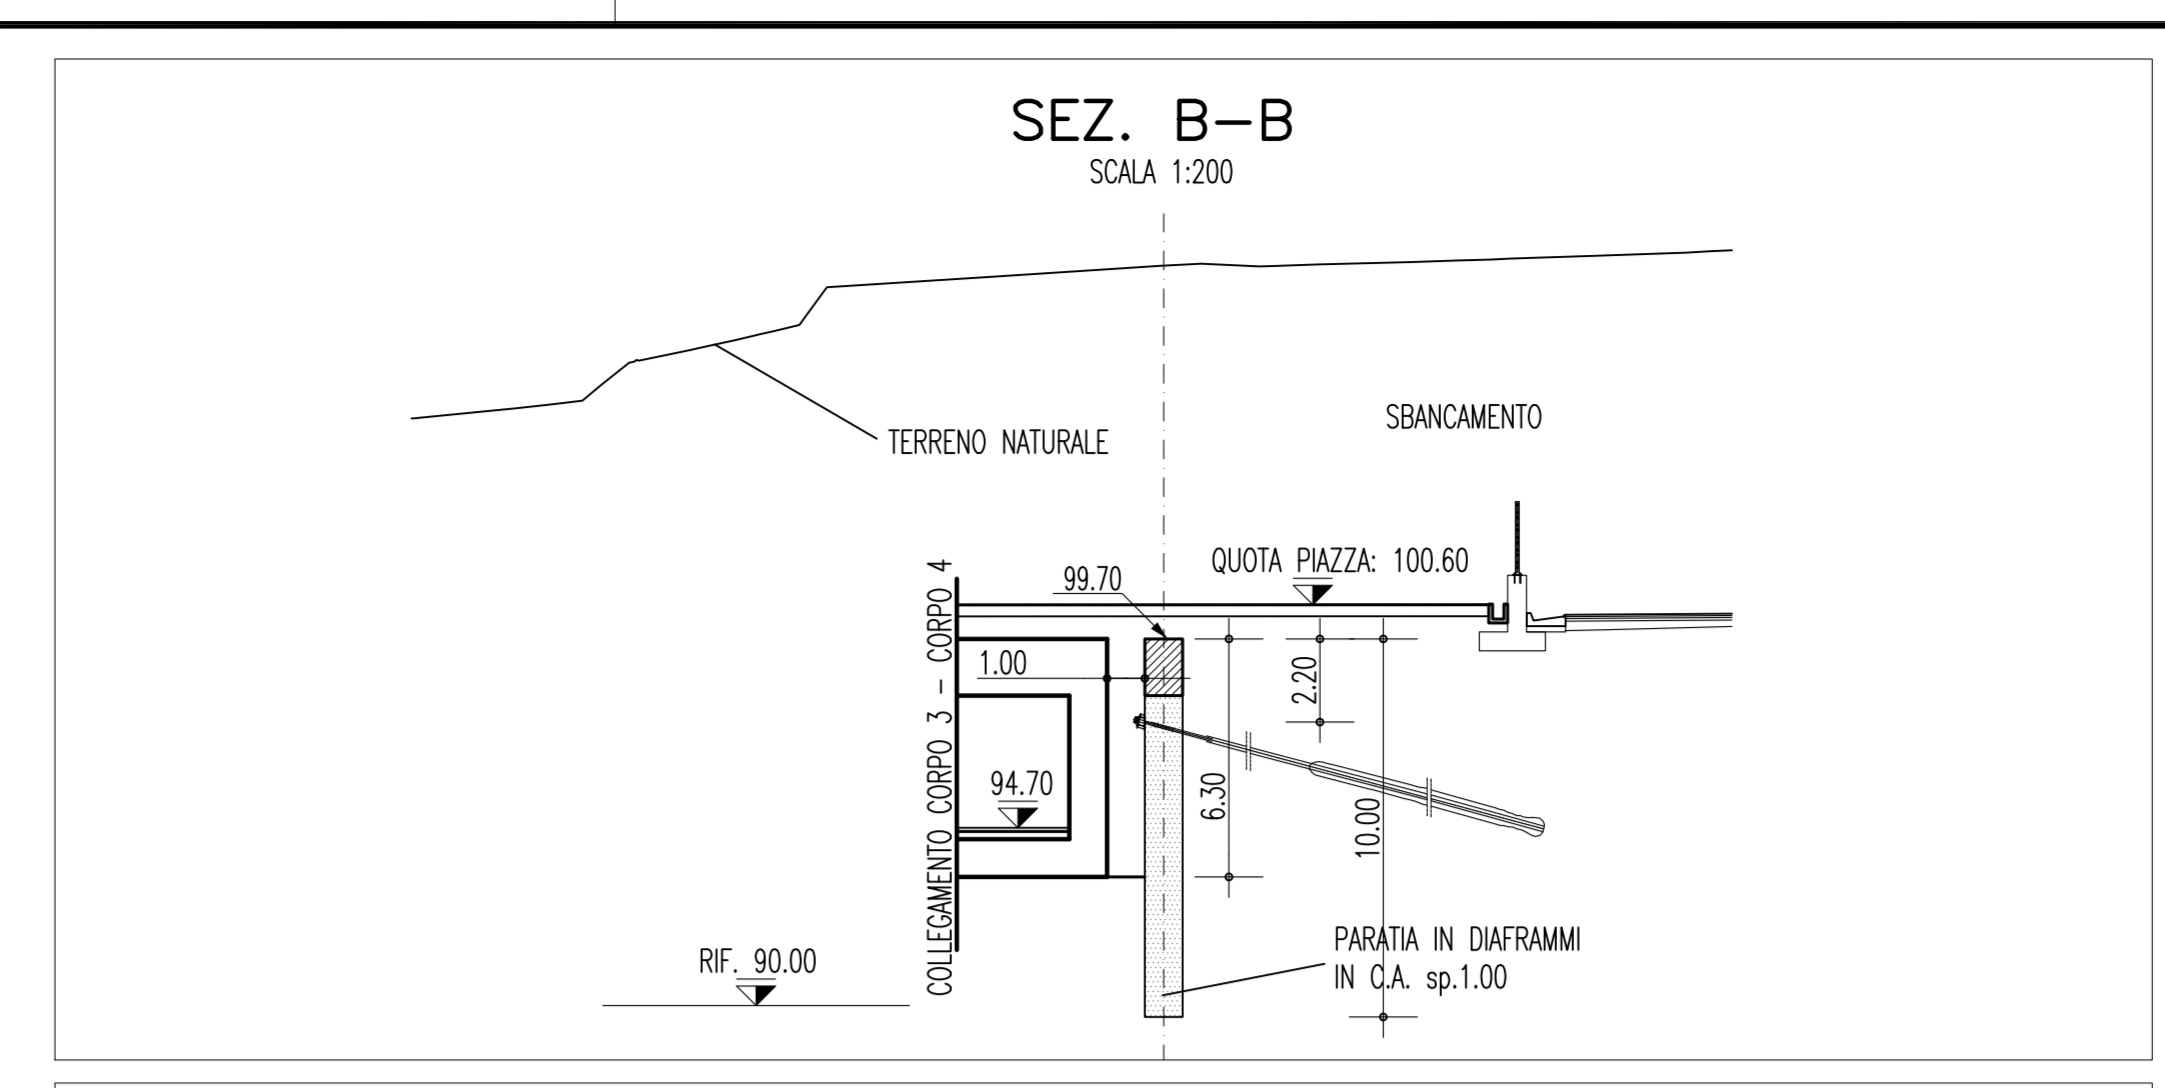 SEZ. B-B
SCALA 1:200
TERRENO NATURALE
SBANCAMENTO
QUOTA PIAZZA: 100.60
99.70
COLLEGAMENTO CORPO 3 - CORPO 4
1.00
2.20
94.70
6.30
10.00
PARATIA IN DIAFRAMMI
IN C.A. sp.1.00
RIF. 90.00